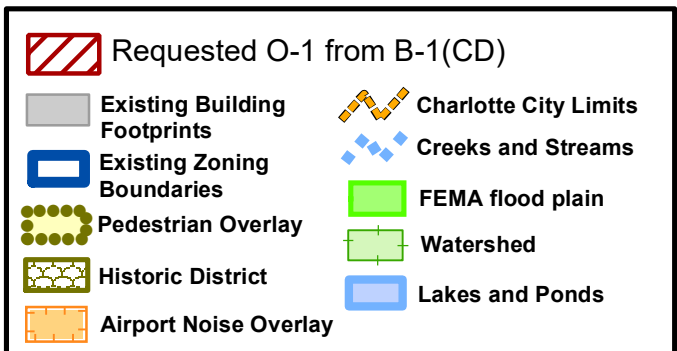 Requested O-1 from B-1(CD)
Existing Building
Footprints
Existing Zoning
Boundaries
Pedestrian Overlay
Historic District
Airport Noise Overlay
Charlotte City Limits
Creeks and Streams
FEMA flood plain
Watershed
Lakes and Ponds